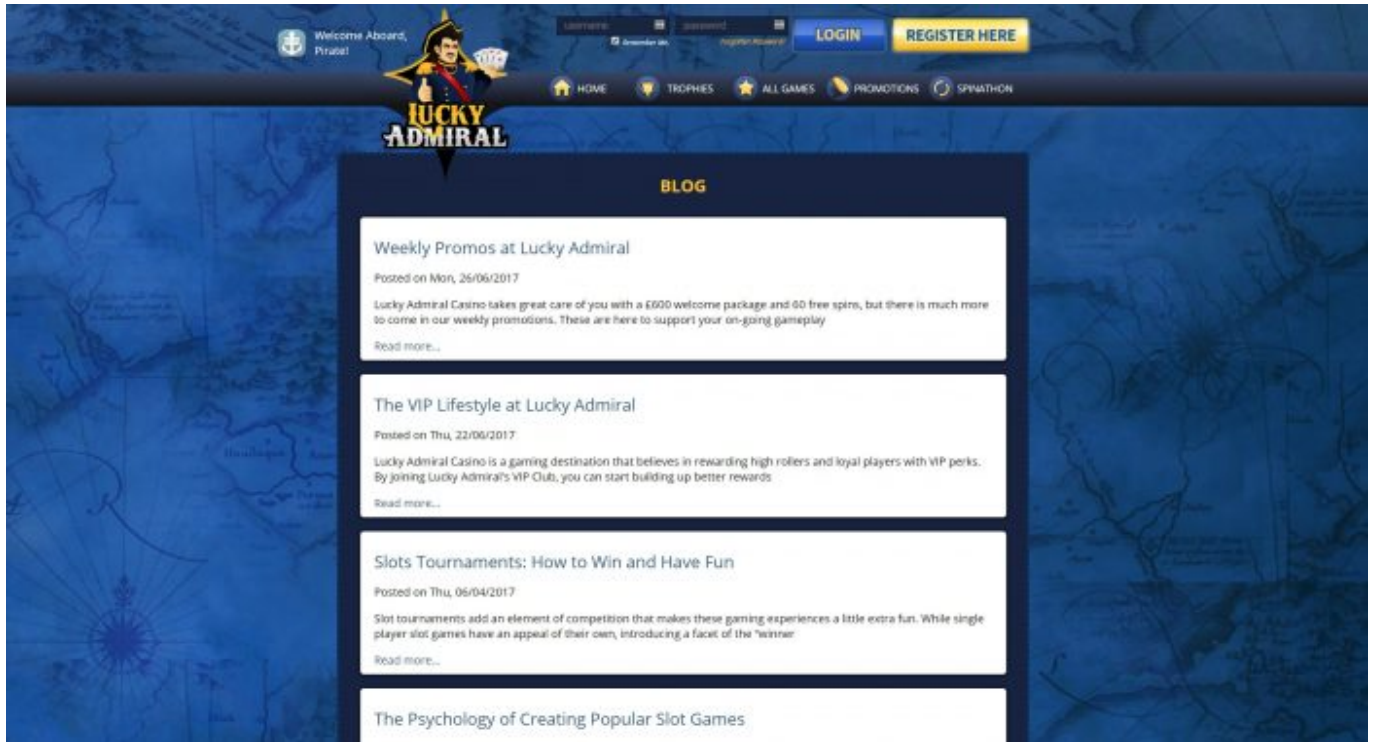 Welcome Aboard,
Pirate!
username
password
Remember Me
LOGIN
REGISTER HERE
HOME
TROPHIES
ALL GAMES
PROMOTIONS
SPINATHON
LUCKY
ADMIRAL
BLOG
Weekly Promos at Lucky Admiral
Posted on Mon, 26/06/2017
Lucky Admiral Casino takes great care of you with a £600 welcome package and 60 free spins, but there is much more
to come in our weekly promotions. These are here to support your on-going gameplay
Read more...
The VIP Lifestyle at Lucky Admiral
Posted on Thu, 22/06/2017
Lucky Admiral Casino is a gaming destination that believes in rewarding high rollers and loyal players with VIP perks.
By joining Lucky Admiral's VIP Club, you can start building up better rewards
Read more...
Slots Tournaments: How to Win and Have Fun
Posted on Thu, 06/04/2017
Slot tournaments add an element of competition that makes these gaming experiences a little extra fun. While single
player slot games have an appeal of their own, introducing a facet of the "winner
Read more...
The Psychology of Creating Popular Slot Games